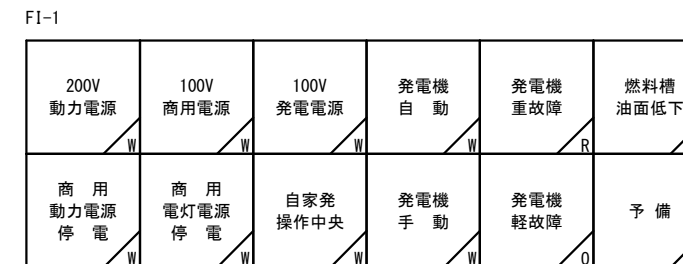 FI-1
200V
動力電源
W
100V
商用電源
W
100V
発電電源
W
発電機
自 動
W
発電機
重故障
R
燃料槽
油面低下
商 用
動力電源
停 電
W
商 用
電灯電源
停 電
W
自家発
操作中央
W
発電機
手 動
W
発電機
軽故障
O
予 備